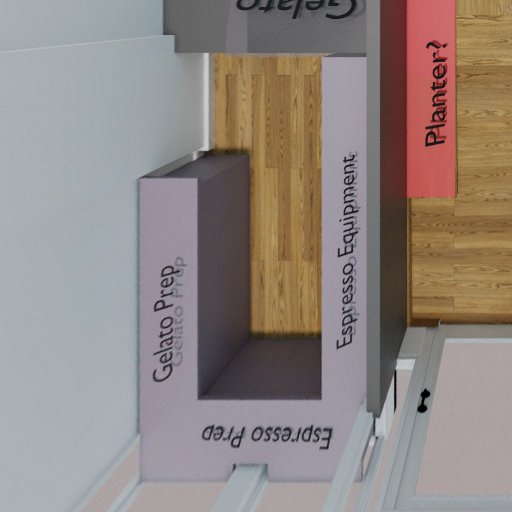 Gelato
Planter?
Espresso Equipment
Gelato Prep
Espresso Prep